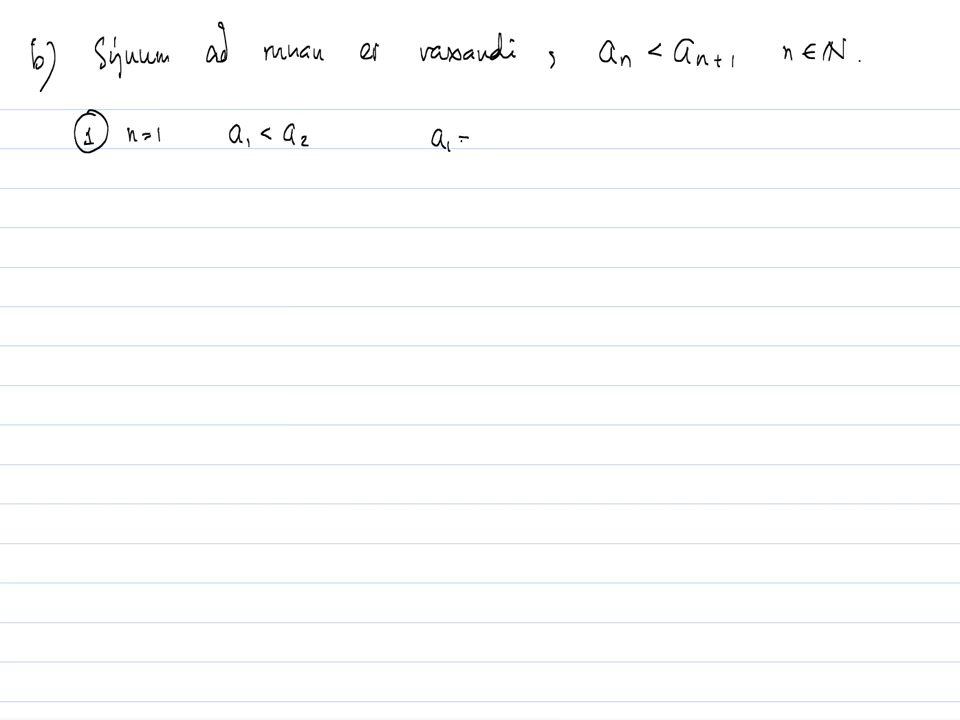 b) Sýnum að runan er vaxandi, aₙ < aₙ₊₁ n ∈ ℕ.
① n=1 a₁ < a₂ a₁ =